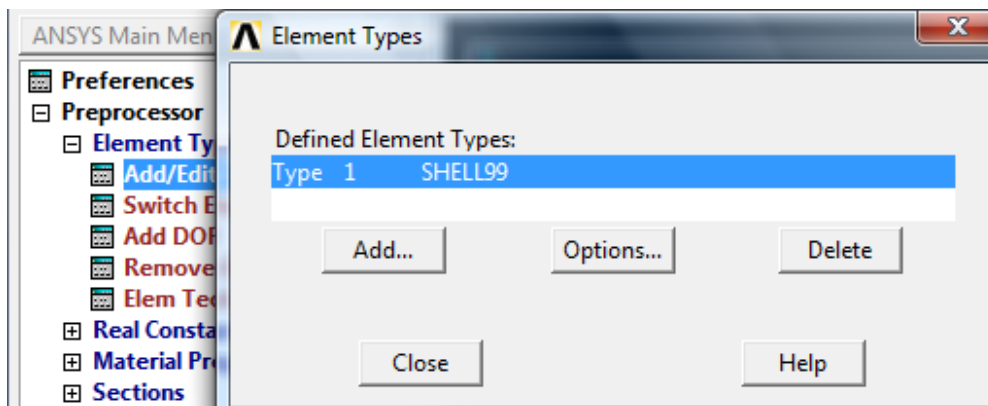 ANSYS Main Men
Preferences
Preprocessor
Element Ty
Add/Edit
Switch E
Add DOF
Remove
Elem Tec
Real Consta
Material Pr
Sections
Element Types
Defined Element Types:
Type 1 SHELL99
Add... Options... Delete
Close Help